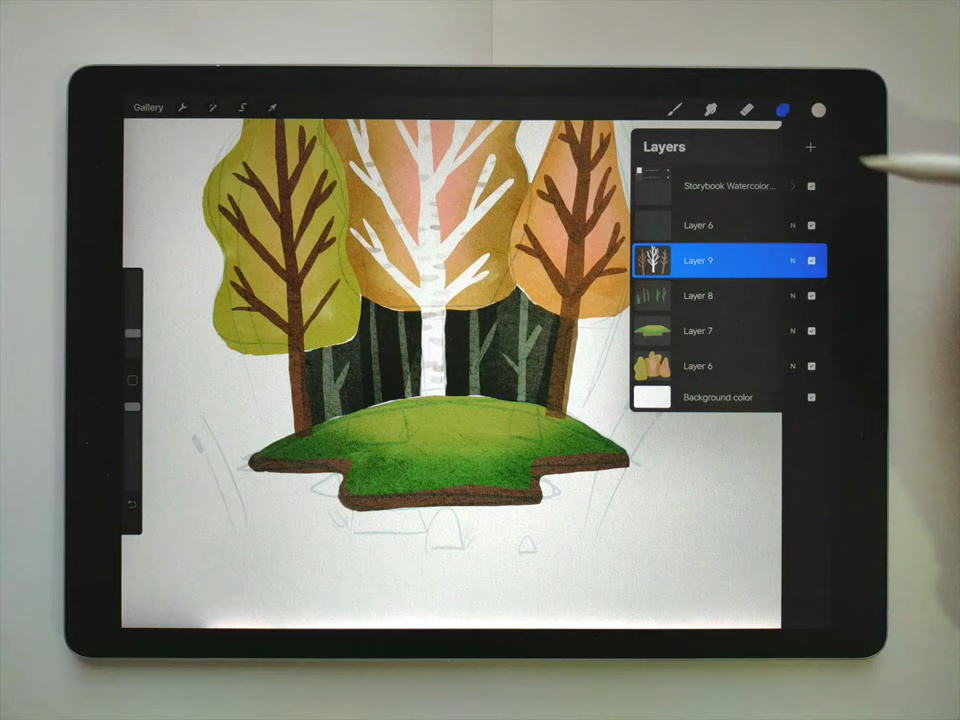 Gallery
Layers
Storybook Watercolor...
Layer 6 N
Layer 9 N
Layer 8 N
Layer 7 N
Layer 6 N
Background color